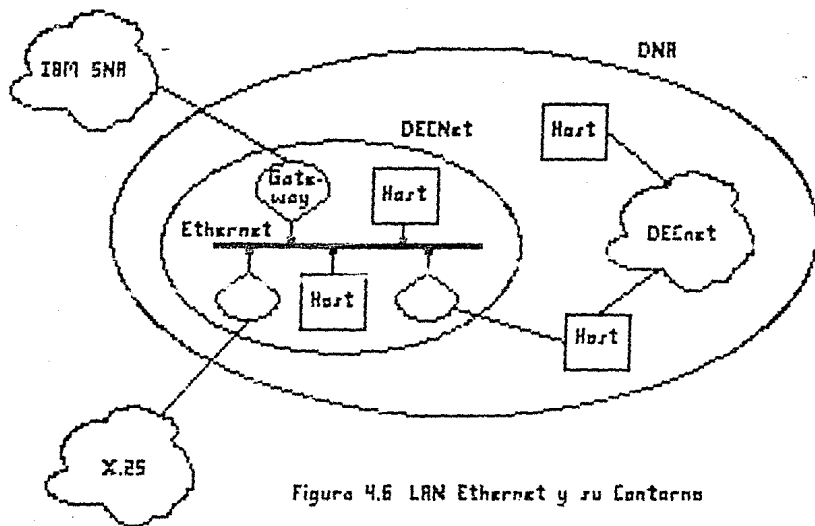 DNA
IBM SNA
DECNet
Host
Gate-
way
Host
Ethernet
DECnet
Host
Host
X.25
Figura 4.6 LAN Ethernet y su Contorno